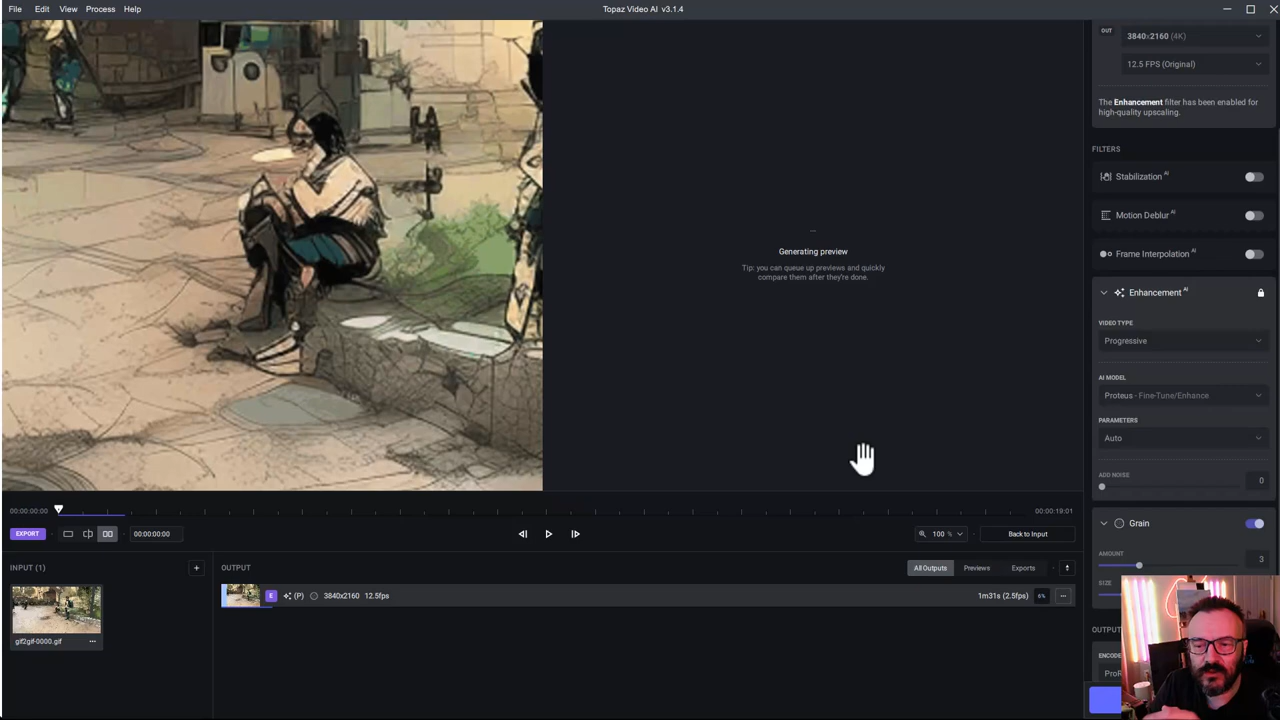 File Edit View Process Help
Topaz Video AI v3.1.4
OUT
3840x2160 (4K)
12.5 FPS (Original)
The Enhancement filter has been enabled for
high-quality upscaling.
FILTERS
Stabilization AI
Motion Deblur AI
Frame Interpolation AI
Enhancement AI
VIDEO TYPE
Progressive
AI MODEL
Proteus - Fine-Tune/Enhance
PARAMETERS
Auto
ADD NOISE
0
Grain
AMOUNT
3
SIZE
Generating preview
Tip: you can queue up previews and quickly
compare them after they're done.
00:00:00:00
00:00:19:01
EXPORT
00:00:00:00
100 %
Back to Input
INPUT (1)
OUTPUT
All Outputs
Previews
Exports
E (P) 3840x2160 12.5fps
1m31s (2.5fps)
6%
gif2gif-0000.gif